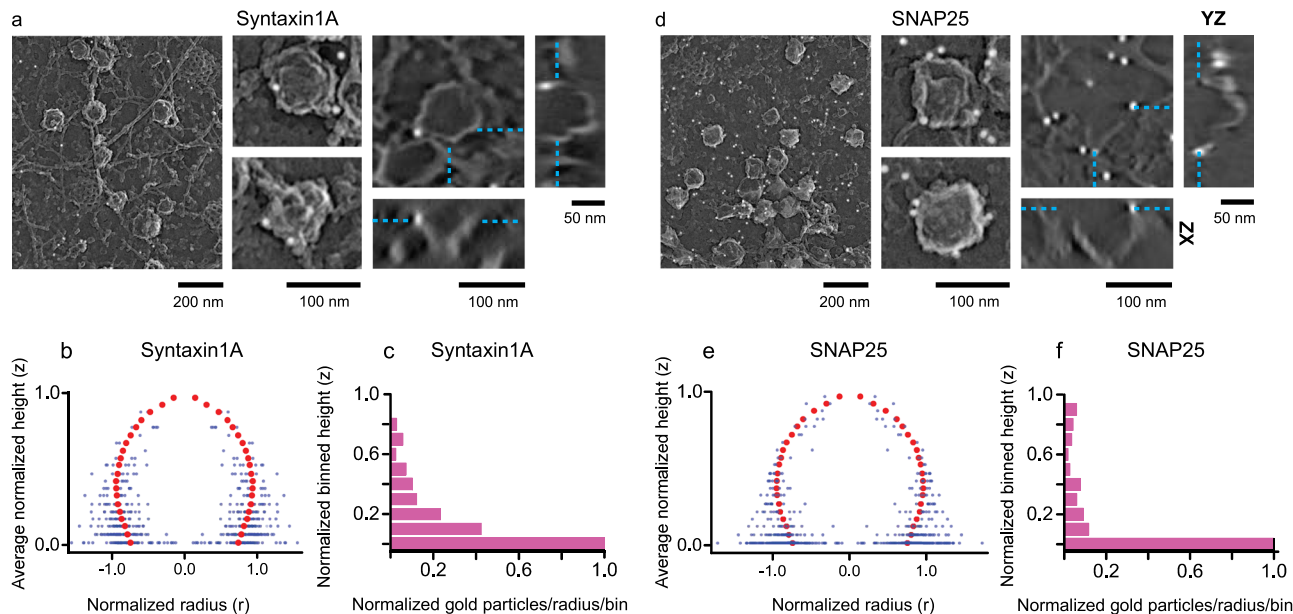 a
Syntaxin1A
50 nm
200 nm
100 nm
100 nm
d
SNAP25
YZ
50 nm
ZX
200 nm
100 nm
100 nm
b
Syntaxin1A
Average normalized height (z)
1.0
0.0
-1.0
0.0
1.0
Normalized radius (r)
c
Syntaxin1A
Normalized binned height (z)
1.0
0.6
0.2
0.2
0.6
1.0
Normalized gold particles/radius/bin
e
SNAP25
Average normalized height (z)
1.0
0.0
-1.0
0.0
1.0
Normalized radius (r)
f
SNAP25
Normalized binned height (z)
1.0
0.6
0.2
0.2
0.6
1.0
Normalized gold particles/radius/bin